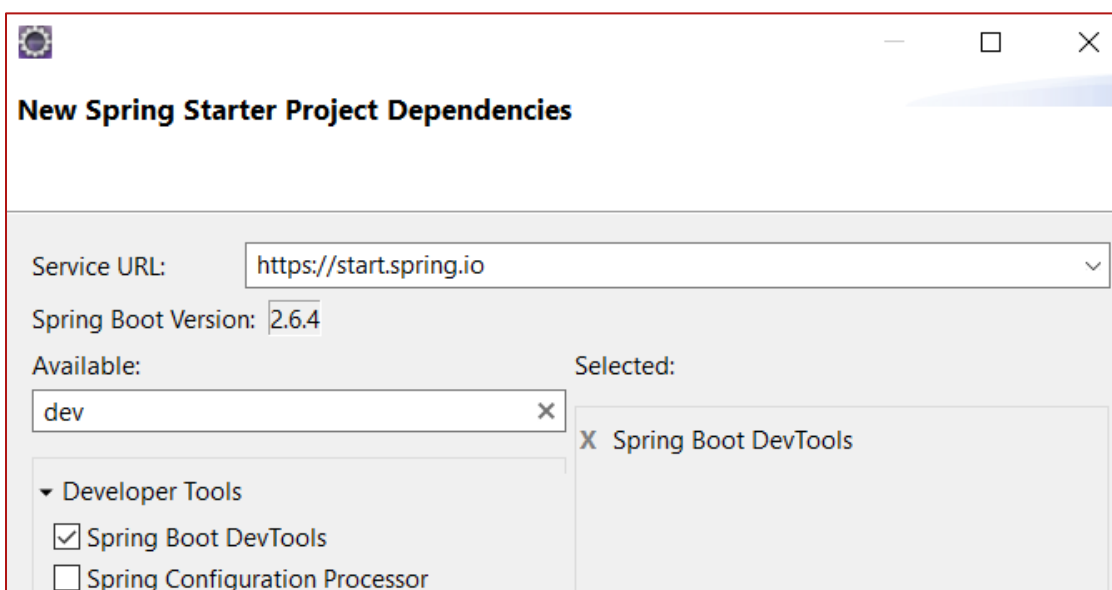 New Spring Starter Project Dependencies
Service URL: https://start.spring.io
Spring Boot Version: 2.6.4
Available: Selected:
dev
X Spring Boot DevTools
Developer Tools
Spring Boot DevTools
Spring Configuration Processor